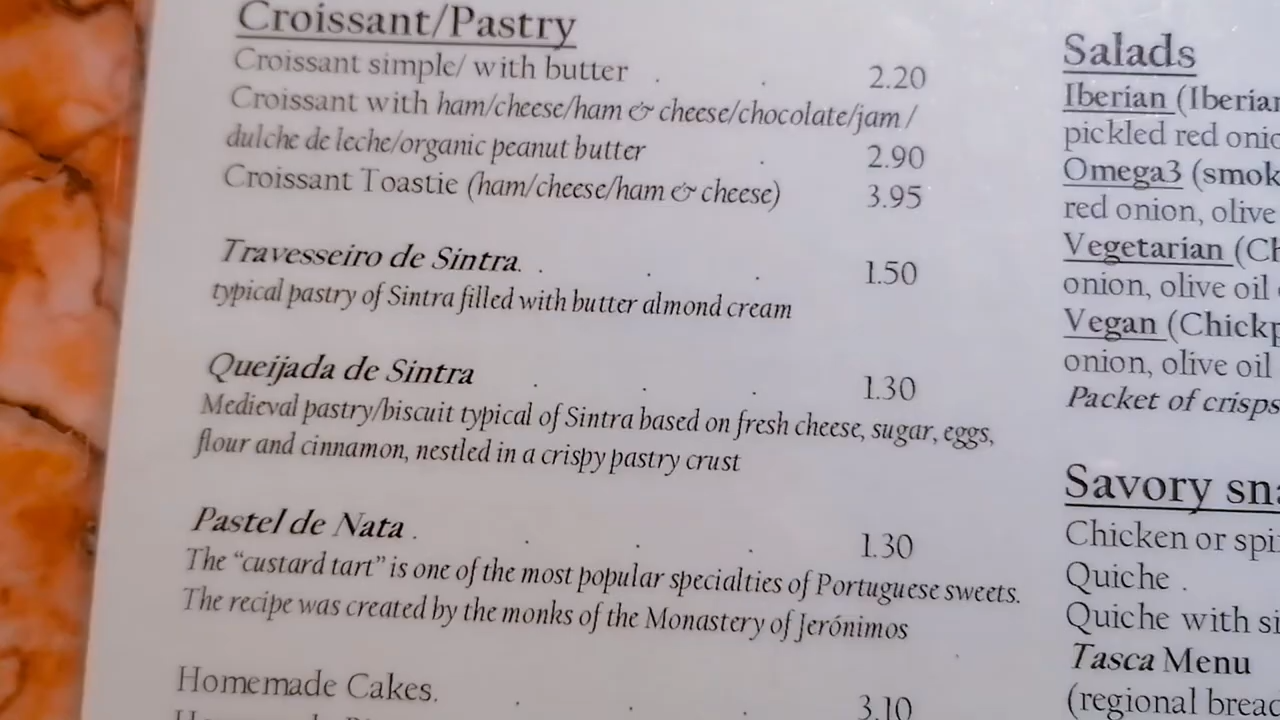 Croissant/Pastry
Croissant simple/ with butter . . 2.20
Croissant with ham/cheese/ham & cheese/chocolate/jam /
dulche de leche/organic peanut butter . 2.90
Croissant Toastie (ham/cheese/ham & cheese) 3.95
Travesseiro de Sintra. . . . 1.50
typical pastry of Sintra filled with butter almond cream
Queijada de Sintra . . . 1.30
Medieval pastry/biscuit typical of Sintra based on fresh cheese, sugar, eggs,
flour and cinnamon, nestled in a crispy pastry crust
Pastel de Nata . . . . 1.30
The “custard tart” is one of the most popular specialties of Portuguese sweets.
The recipe was created by the monks of the Monastery of Jerónimos
Homemade Cakes. . . . 3.10
Salads
Iberian (Iberian
pickled red
Omega3 (
red onion, olive
Vegetarian (
onion, olive oil
Vegan (
onion, olive oil
Packet of crisps
Savory
Chicken or
Quiche .
Quiche with
Tasca Menu
(regional